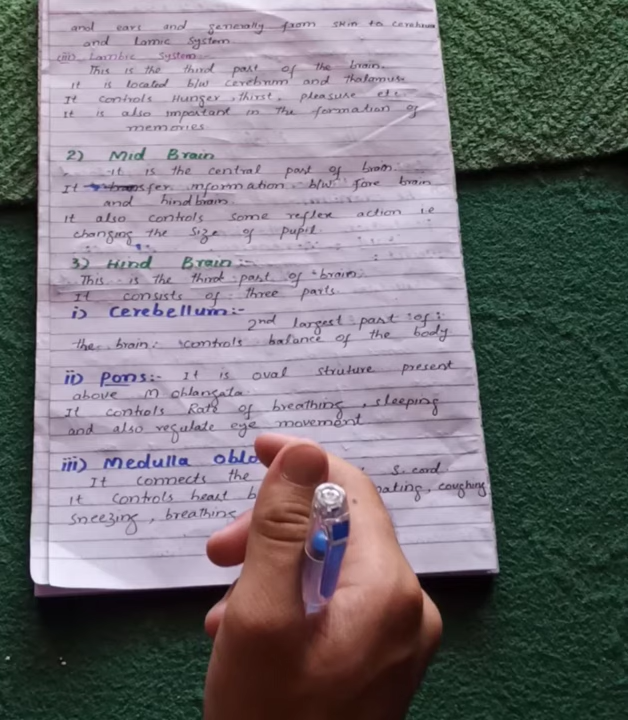 and ears and generally from skin to cerebrum
and Lamic System
(iii) Lambic System:-
This is the third part of the brain.
It is located b/w cerebrum and thalamus.
It controls Hunger, thirst, pleasure etc.
It is also important in the formation of
memories
2) Mid Brain
It is the central part of brain.
It transfer information b/w fore brain
and hindbrain
It also controls some reflex action i.e
changing the size of pupil
3) Hind Brain:-
This is the third part of brain.
It consists of three parts.
i) Cerebellum:-
2nd largest part of
the brain. controls balance of the body
ii) Pons:- It is oval struture present
above M oblangata.
It controls Rate of breathing, sleeping
and also regulate eye movement
iii) Medulla
It connects the S. cord
It controls heart coughing
sneezing, breathing